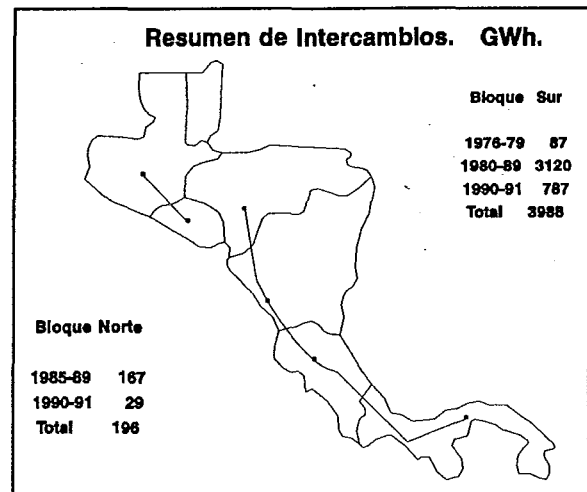 Resumen de Intercambios. GWh.
Bloque Sur
1976-79 87
1980-89 3120
1990-91 787
Total 3988
Bloque Norte
1985-89 167
1990-91 29
Total 196